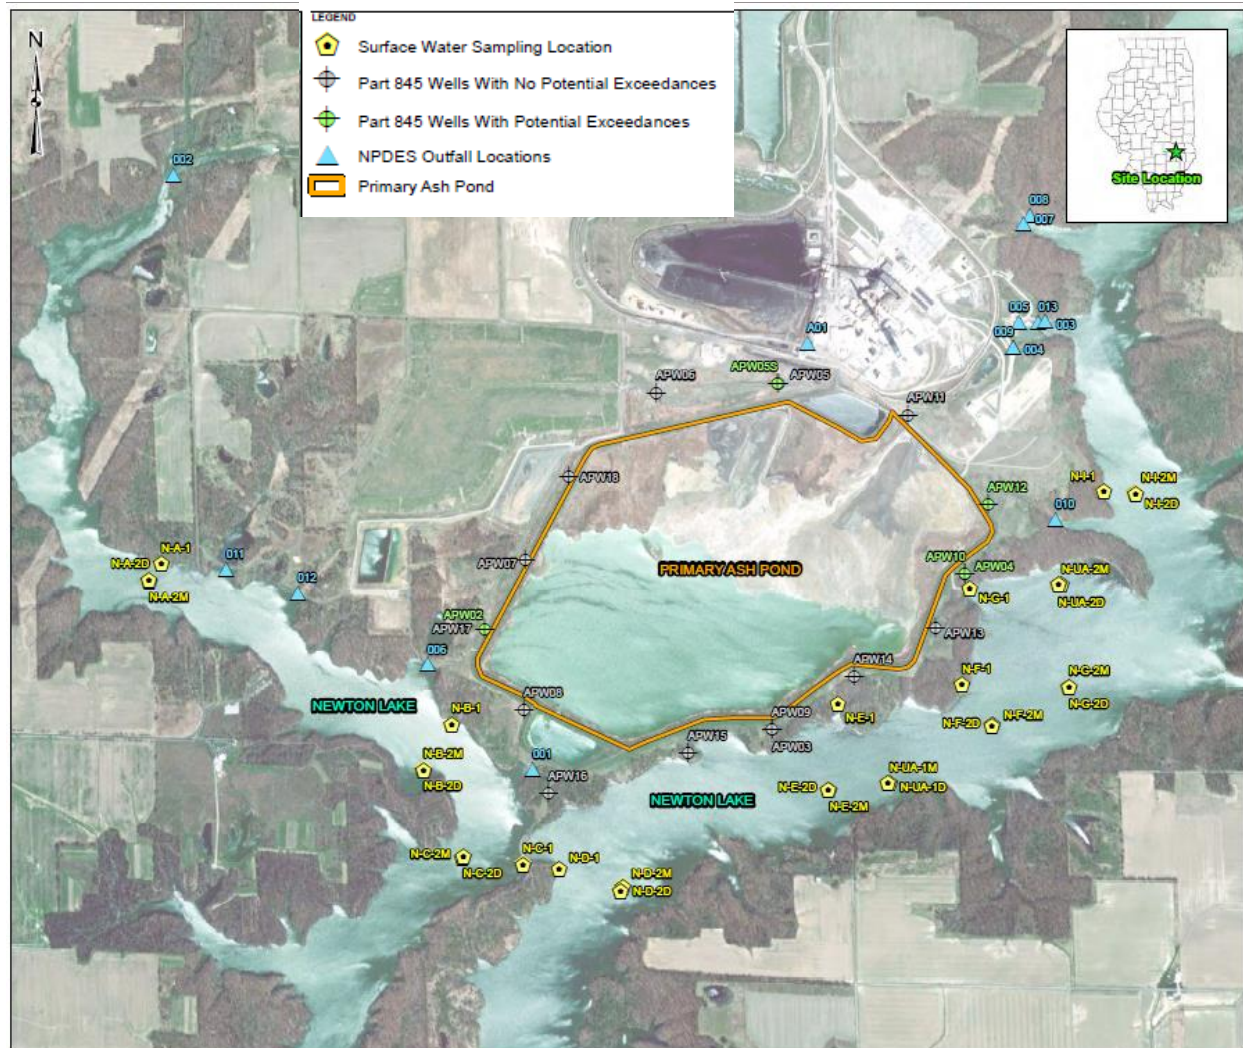 LEGEND
N
Surface Water Sampling Location
Part 845 Wells With No Potential Exceedances
Part 845 Wells With Potential Exceedances
NPDES Outfall Locations
Primary Ash Pond
Site Location
002
008
007
005
013
003
009
004
A01
APW06
APW05S
APW05
APW11
APW18
APW12
N-I-1
N-I-2M
N-I-2D
010
N-A-2D
N-A-1
N-A-2M
011
012
APW07
PRIMARY ASH POND
APW10
APW04
N-G-1
N-UA-2M
N-UA-2D
APW02
APW17
APW13
006
APW14
N-F-1
N-G-2M
N-G-2D
NEWTON LAKE
N-B-1
APW08
APW09
N-E-1
N-F-2D
N-F-2M
N-B-2M
N-B-2D
001
APW16
APW15
APW03
N-UA-1M
N-UA-1D
N-E-2D
N-E-2M
NEWTON LAKE
N-C-2M
N-C-2D
N-C-1
N-D-1
N-D-2M
N-D-2D